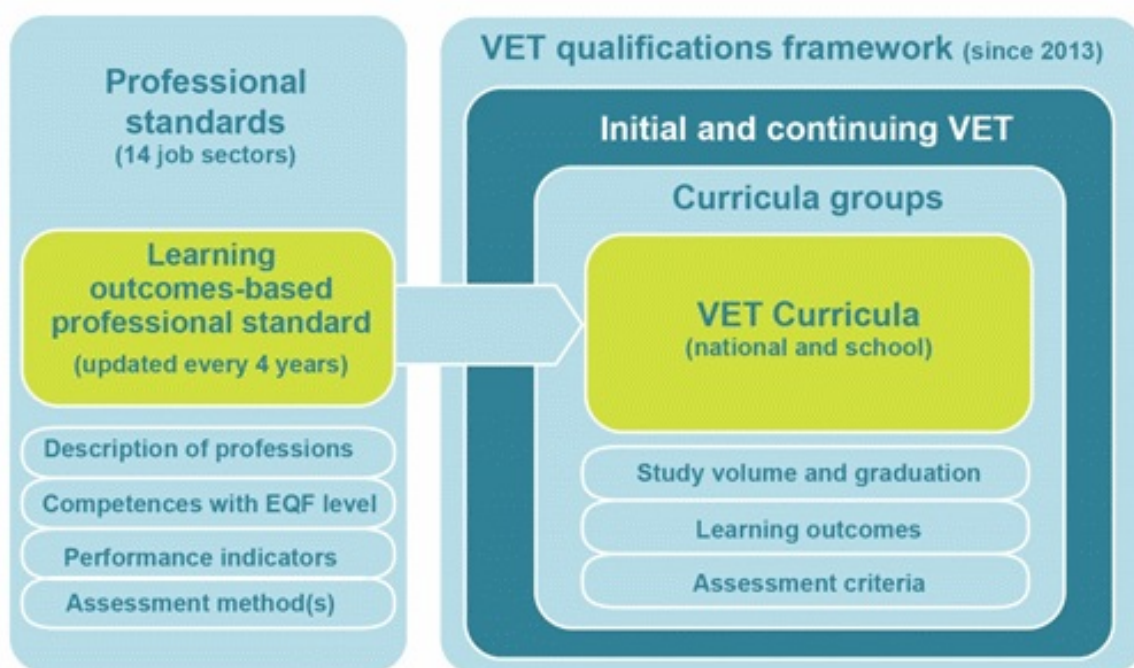 Professional
standards
(14 job sectors)
Learning
outcomes-based
professional standard
(updated every 4 years)
Description of professions
Competences with EQF level
Performance indicators
Assessment method(s)
VET qualifications framework (since 2013)
Initial and continuing VET
Curricula groups
VET Curricula
(national and school)
Study volume and graduation
Learning outcomes
Assessment criteria